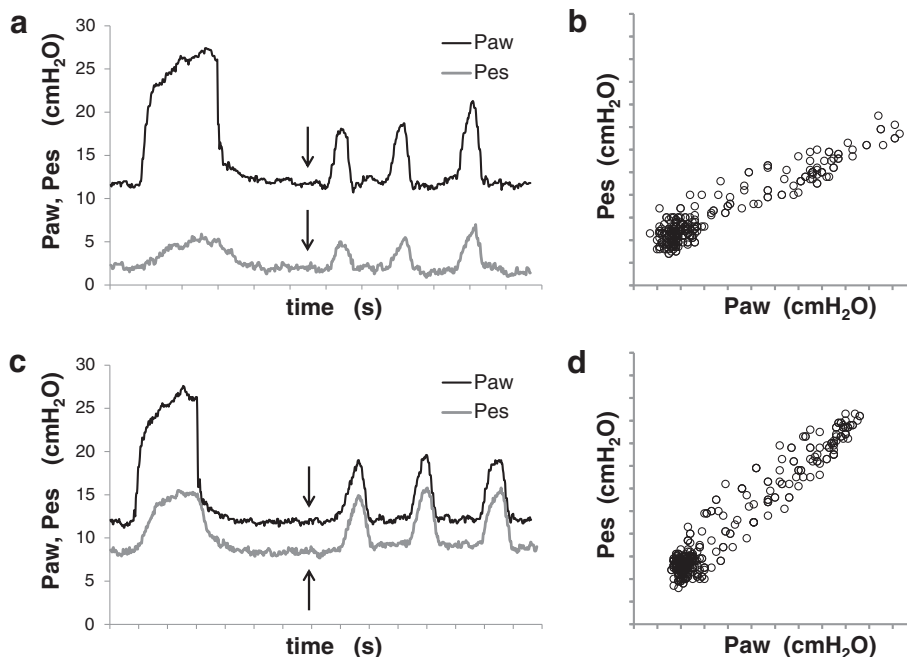 a
Paw, Pes (cmH₂O)
30
25
20
15
10
5
0
Paw
Pes
time (s)
b
Pes (cmH₂O)
Paw (cmH₂O)
c
Paw, Pes (cmH₂O)
30
25
20
15
10
5
0
Paw
Pes
time (s)
d
Pes (cmH₂O)
Paw (cmH₂O)